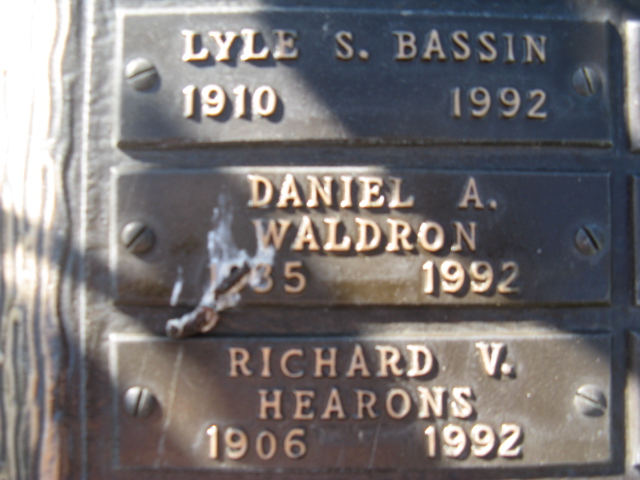 LYLE S. BASSIN
1910 1992
DANIEL A.
WALDRON
1992
RICHARD V.
HEARONS
1906 1992